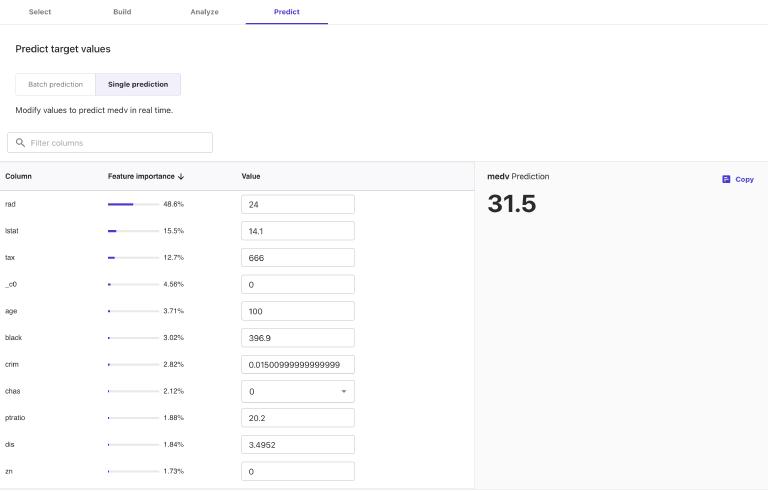 Select Build Analyze Predict
Predict target values
Batch prediction Single prediction
Modify values to predict medv in real time.
Filter columns
Column Feature importance Value
medv Prediction
Copy
31.5
rad 48.6% 24
lstat 15.5% 14.1
tax 12.7% 666
_c0 4.56% 0
age 3.71% 100
black 3.02% 396.9
crim 2.82% 0.01500999999999999
chas 2.12% 0
ptratio 1.88% 20.2
dis 1.84% 3.4952
zn 1.73% 0